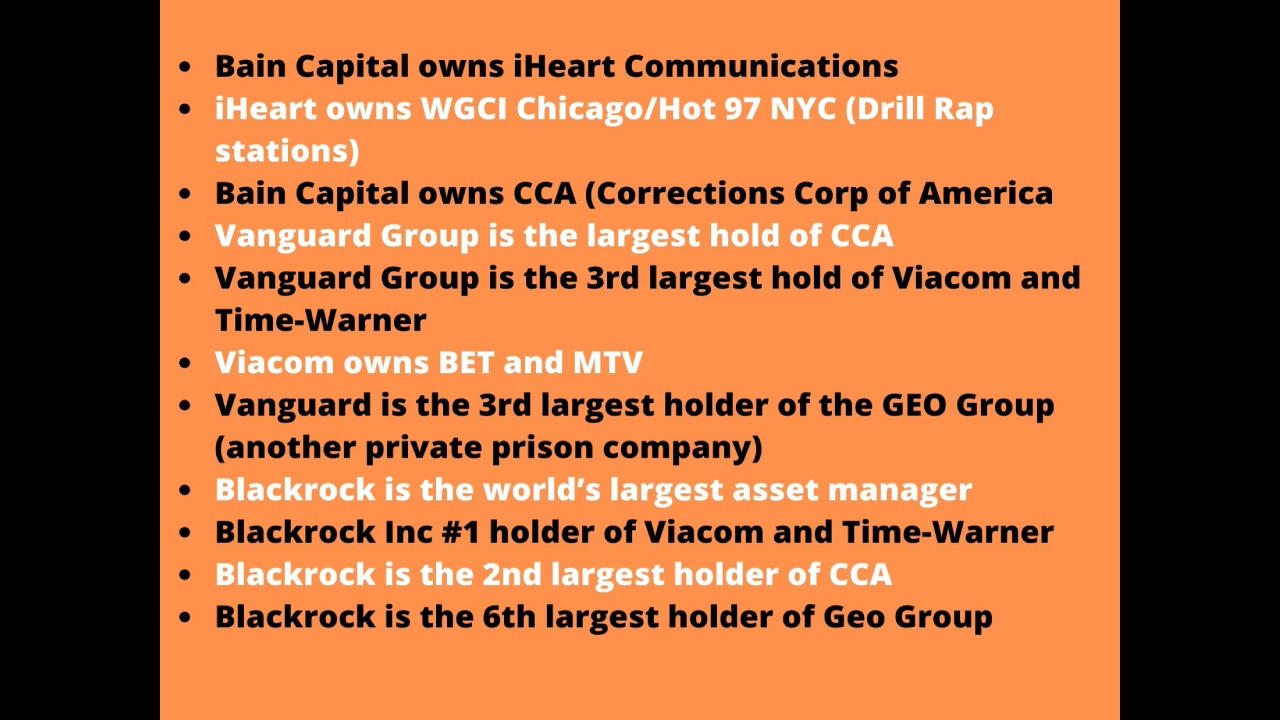 • Bain Capital owns iHeart Communications
• iHeart owns WGCI Chicago/Hot 97 NYC (Drill Rap
stations)
• Bain Capital owns CCA (Corrections Corp of America
• Vanguard Group is the largest hold of CCA
• Vanguard Group is the 3rd largest hold of Viacom and
Time-Warner
• Viacom owns BET and MTV
• Vanguard is the 3rd largest holder of the GEO Group
(another private prison company)
• Blackrock is the world’s largest asset manager
• Blackrock Inc #1 holder of Viacom and Time-Warner
• Blackrock is the 2nd largest holder of CCA
• Blackrock is the 6th largest holder of Geo Group